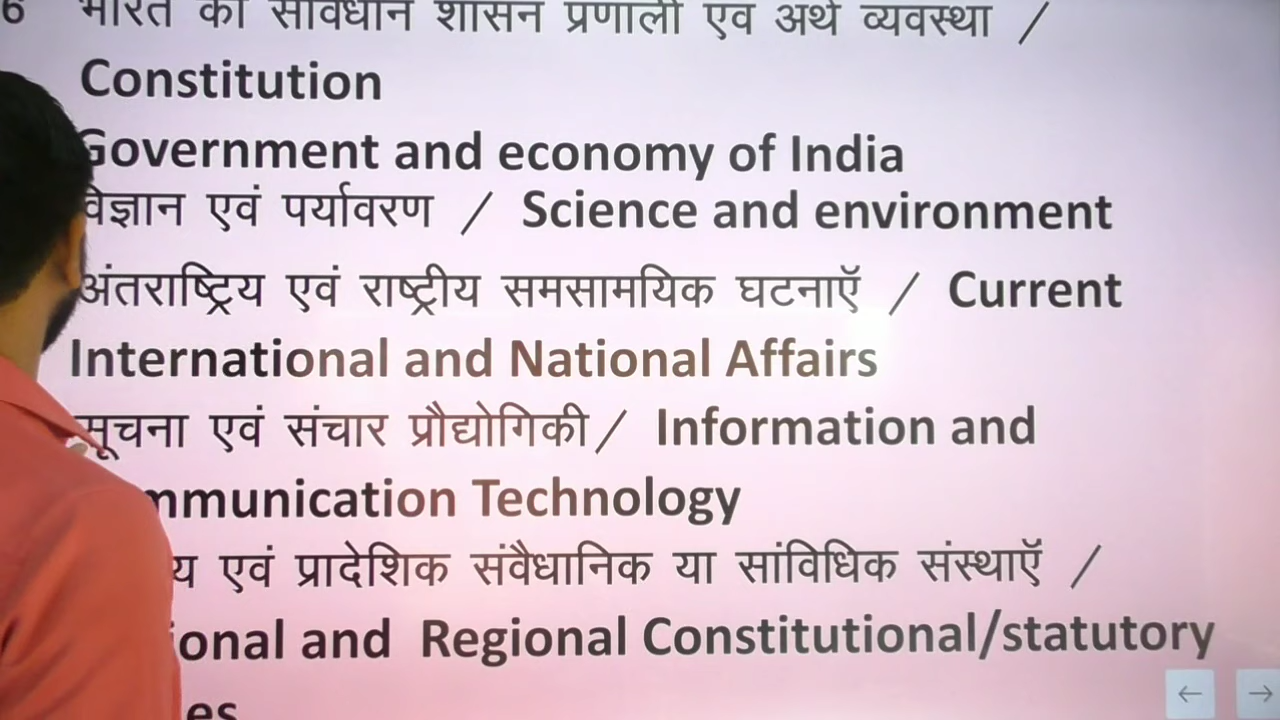 6 भारत का संविधान शासन प्रणाली एवं अर्थ व्यवस्था /
Constitution
Government and economy of India
विज्ञान एवं पर्यावरण / Science and environment
अंतराष्ट्रिय एवं राष्ट्रीय समसामयिक घटनाऍ / Current
International and National Affairs
सूचना एवं संचार प्रौद्योगिकी/ Information and
mmunication Technology
य एवं प्रादेशिक संवैधानिक या सांविधिक संस्थाऍ /
ional and Regional Constitutional/statutory
es